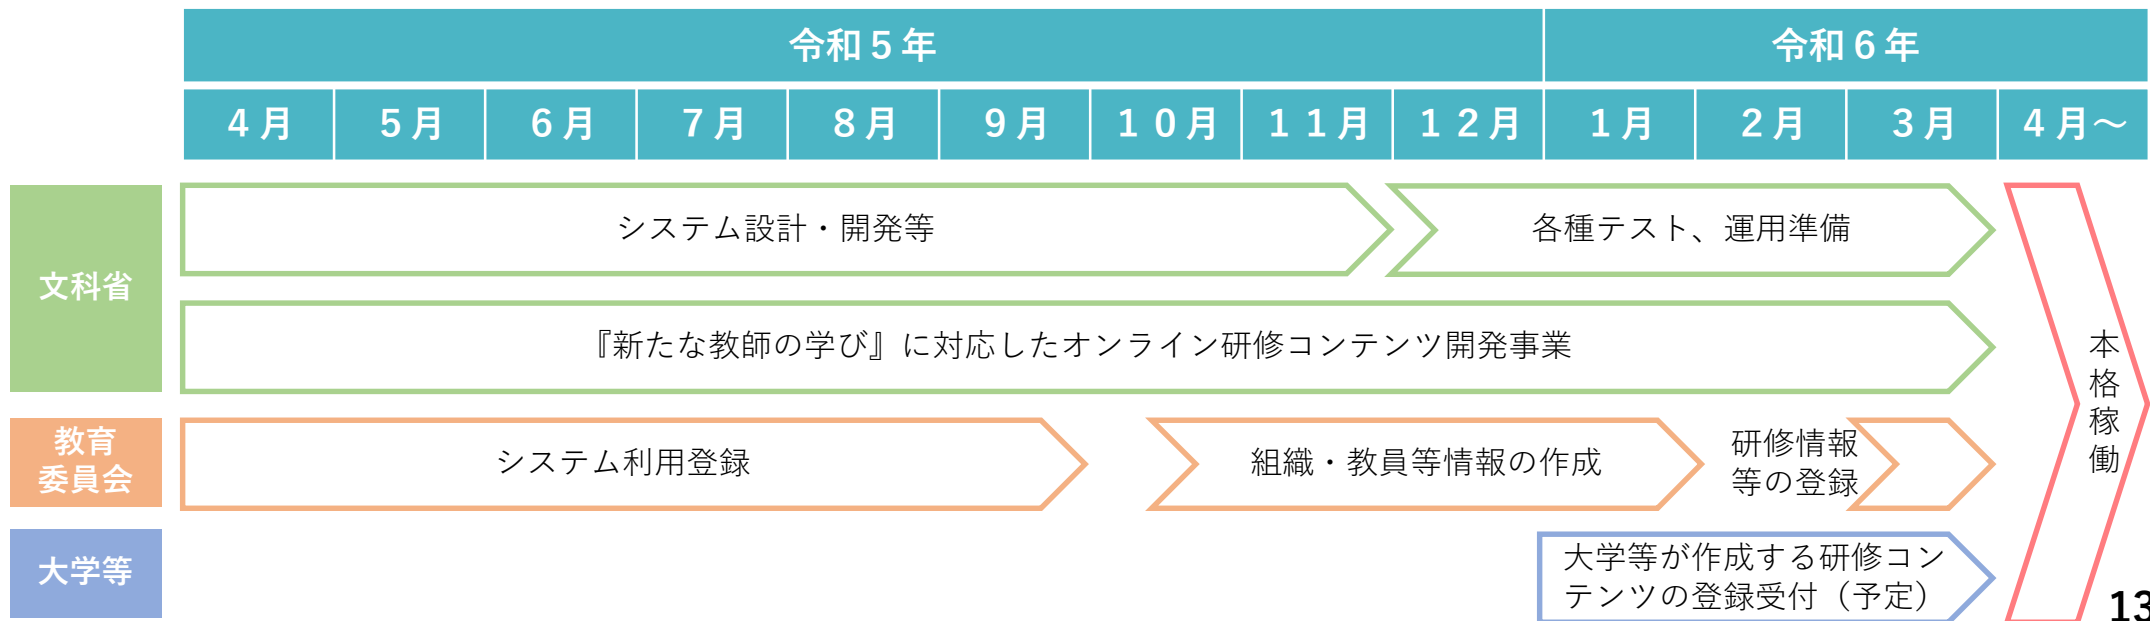 令和５年
令和６年
４月
５月
６月
７月
８月
９月
１０月
１１月
１２月
１月
２月
３月
４月～
文科省
システム設計・開発等
各種テスト、運用準備
『新たな教師の学び』に対応したオンライン研修コンテンツ開発事業
本格稼働
教育
委員会
システム利用登録
組織・教員等情報の作成
研修情報
等の登録
大学等
大学等が作成する研修コン
テンツの登録受付（予定）
13